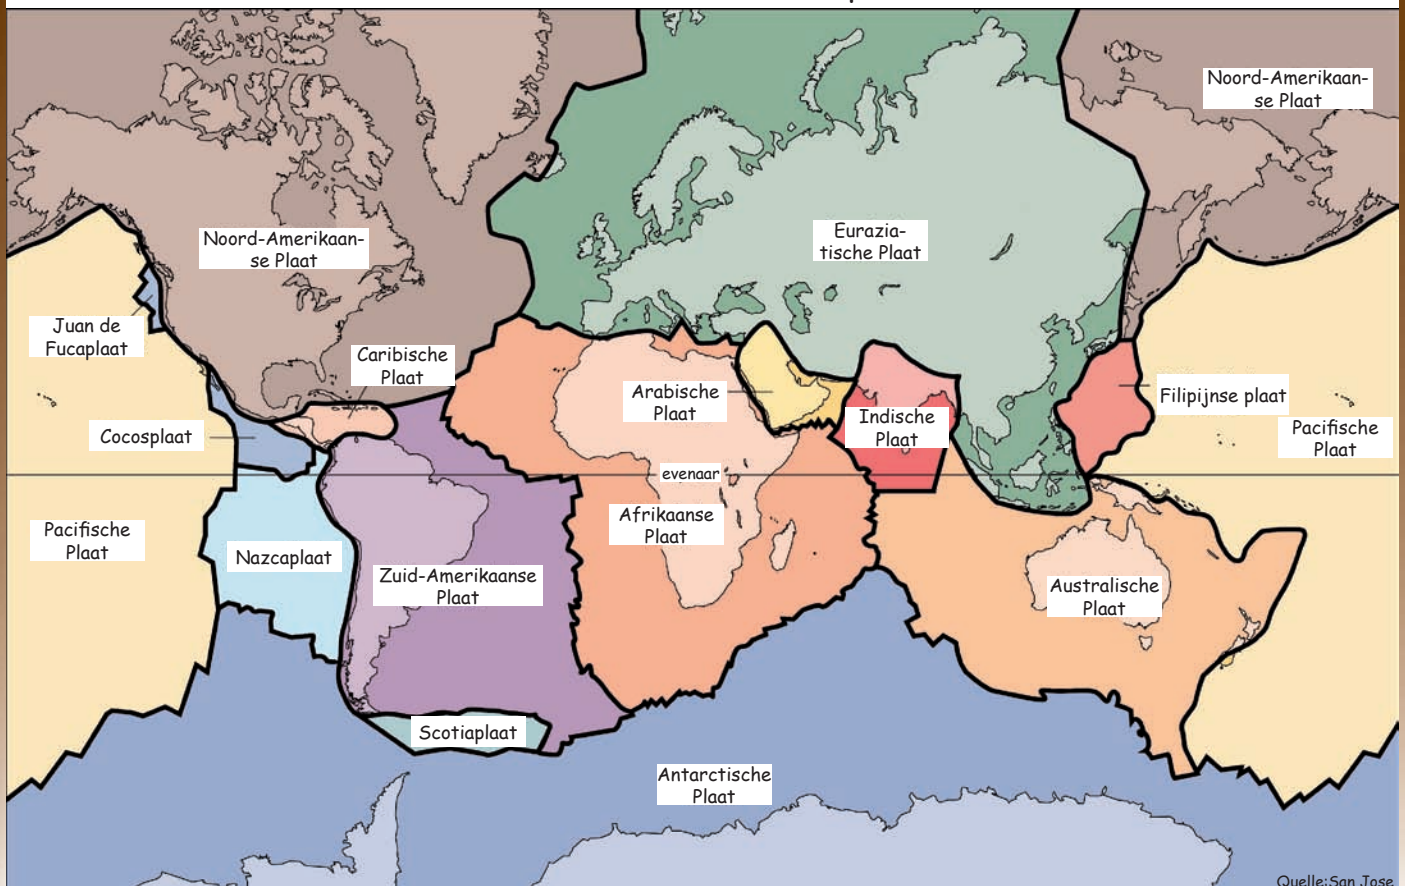 Noord-Amerikaan-
se Plaat
Noord-Amerikaan-
se Plaat
Eurazia-
tische Plaat
Juan de
Fucaplaat
Caribische
Plaat
Arabische
Plaat
Indische
Plaat
Filipijnse plaat
Pacifische
Plaat
Cocosplaat
evenaar
Afrikaanse
Plaat
Pacifische
Plaat
Nazcaplaat
Zuid-Amerikaanse
Plaat
Australische
Plaat
Scotiaplaat
Antarctische
Plaat
Quelle:San Jose